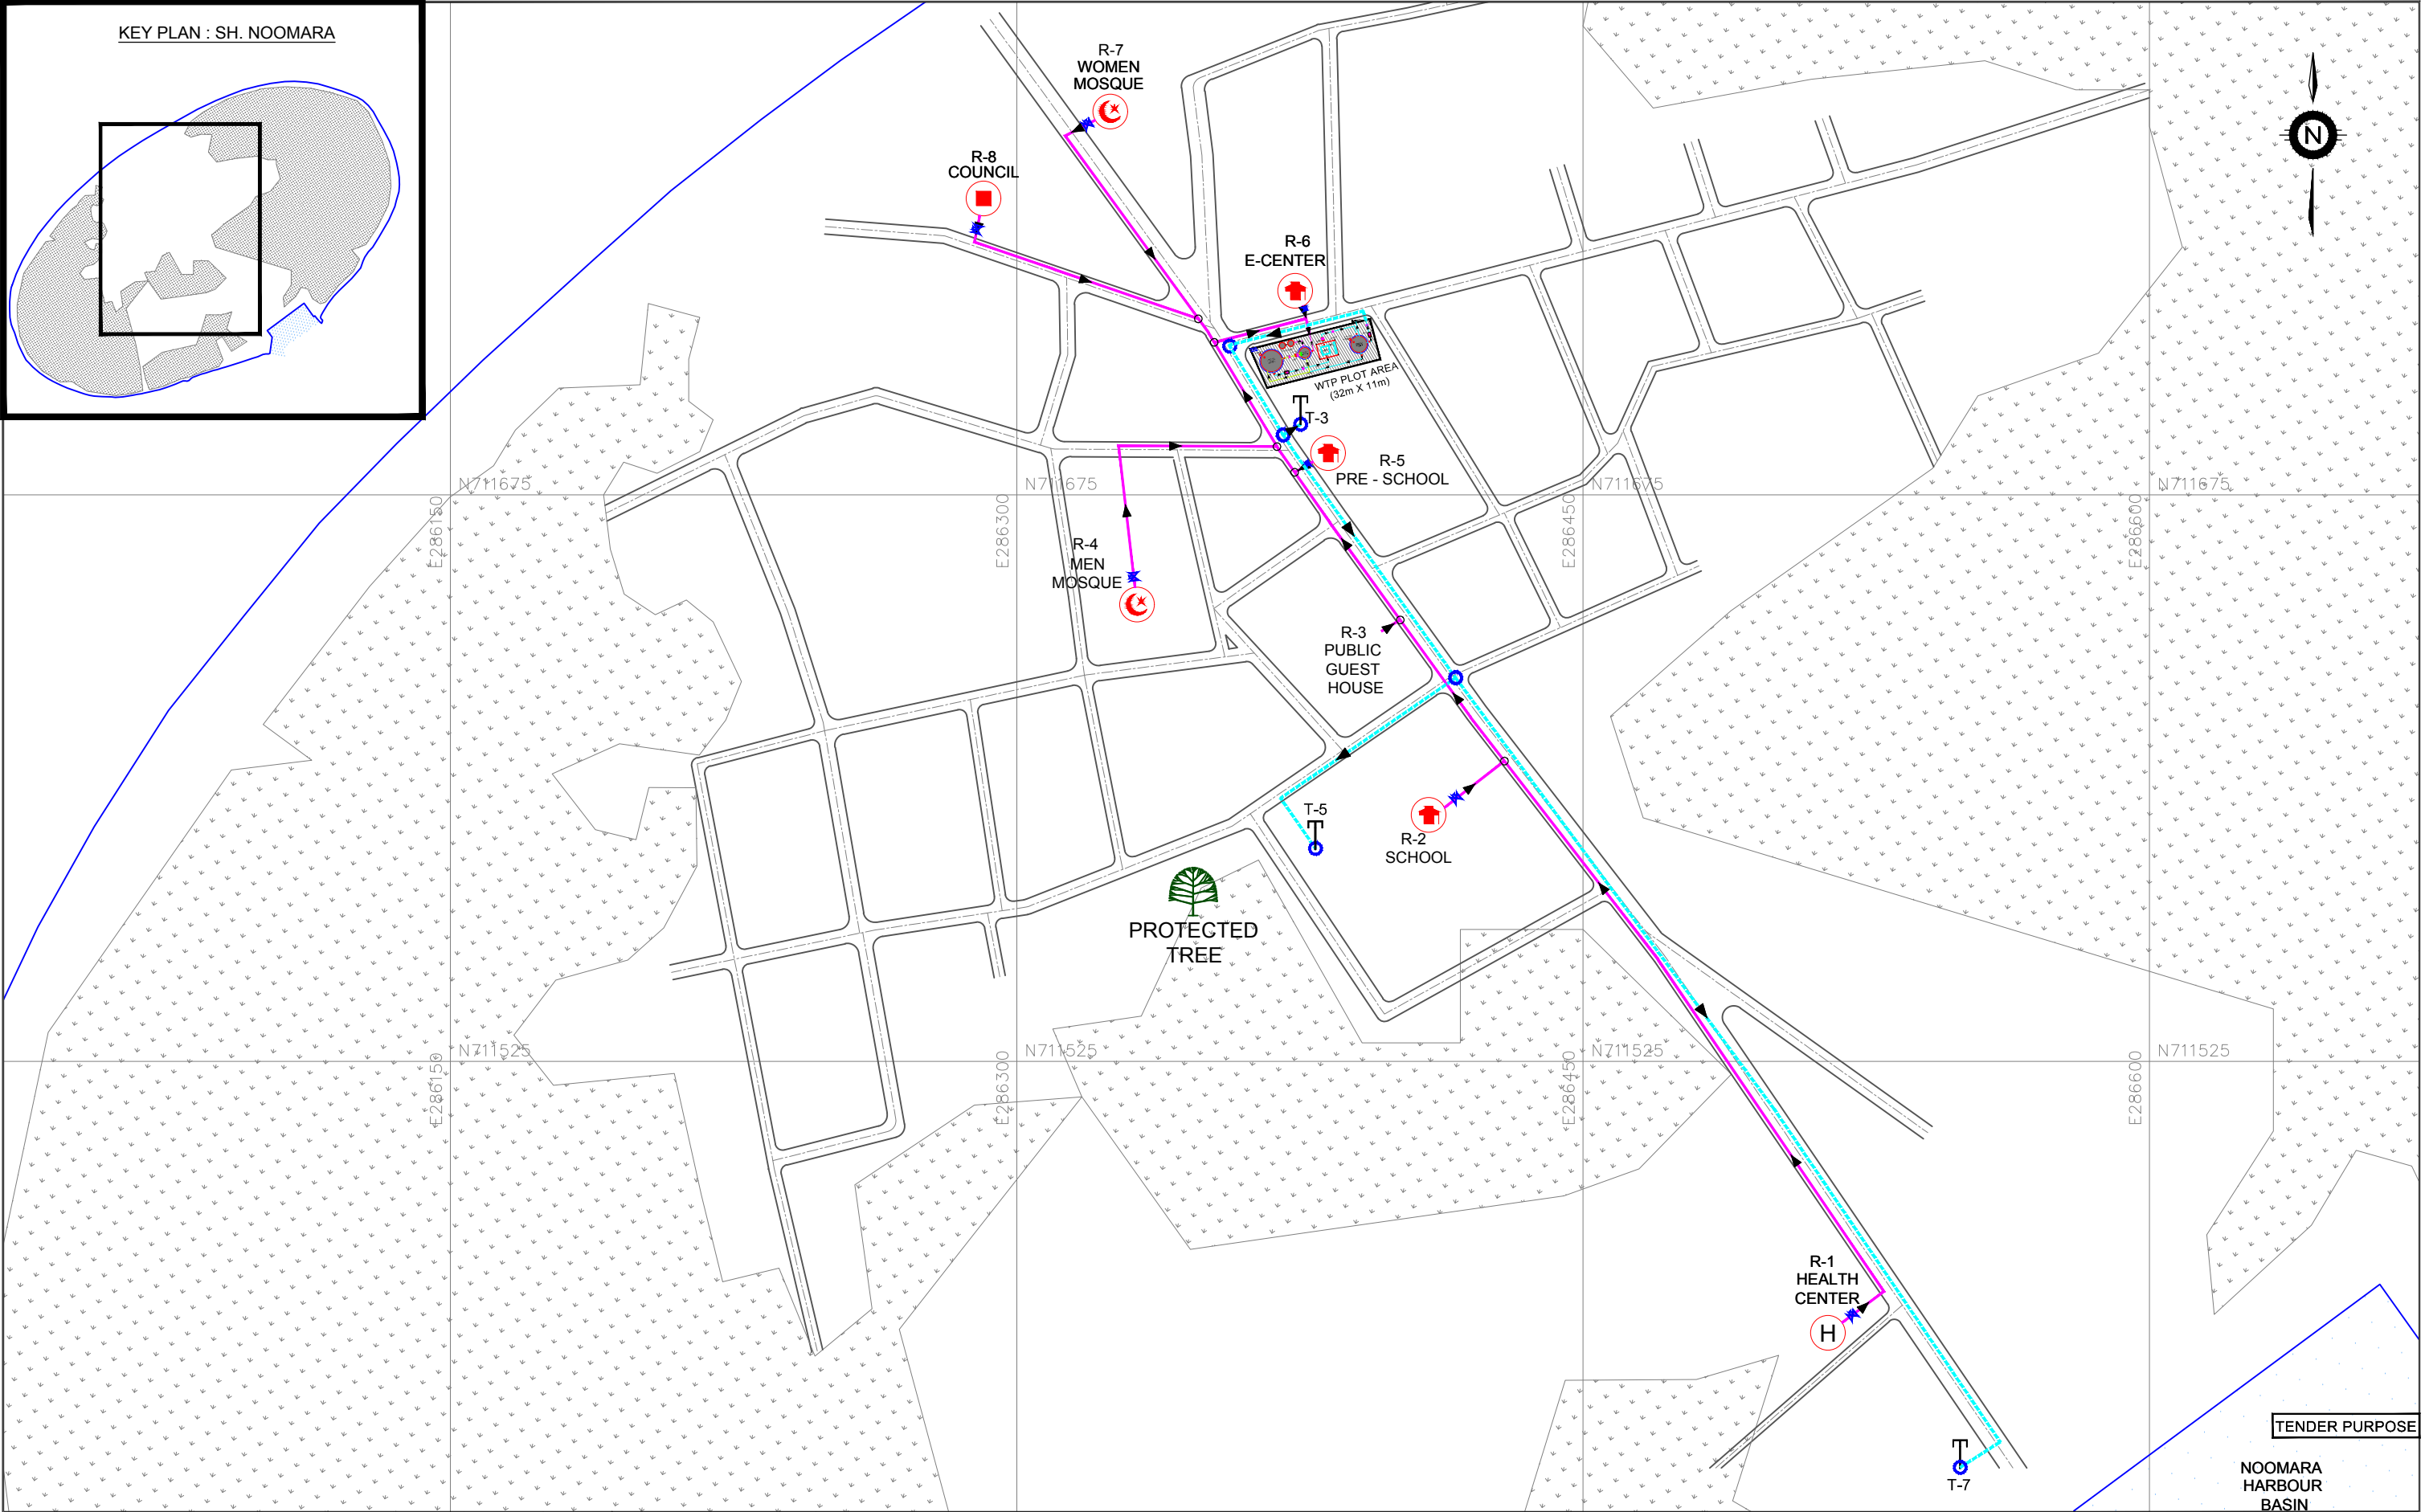 KEY PLAN : SH. NOOMARA
R-7
WOMEN
MOSQUE
R-8
COUNCIL
N
R-6
E-CENTER
WTP PLOT AREA
(32m X 11m)
T-3
R-5
PRE - SCHOOL
N711675
N711675
N711675
N711675
E286150
E286300
E286450
E286600
R-4
MEN
MOSQUE
R-3
PUBLIC
GUEST
HOUSE
T-5
R-2
SCHOOL
PROTECTED
TREE
N711525
N711525
N711525
N711525
E286150
E286300
E286450
E286600
R-1
HEALTH
CENTER
H
T-7
TENDER PURPOSE
NOOMARA
HARBOUR
BASIN